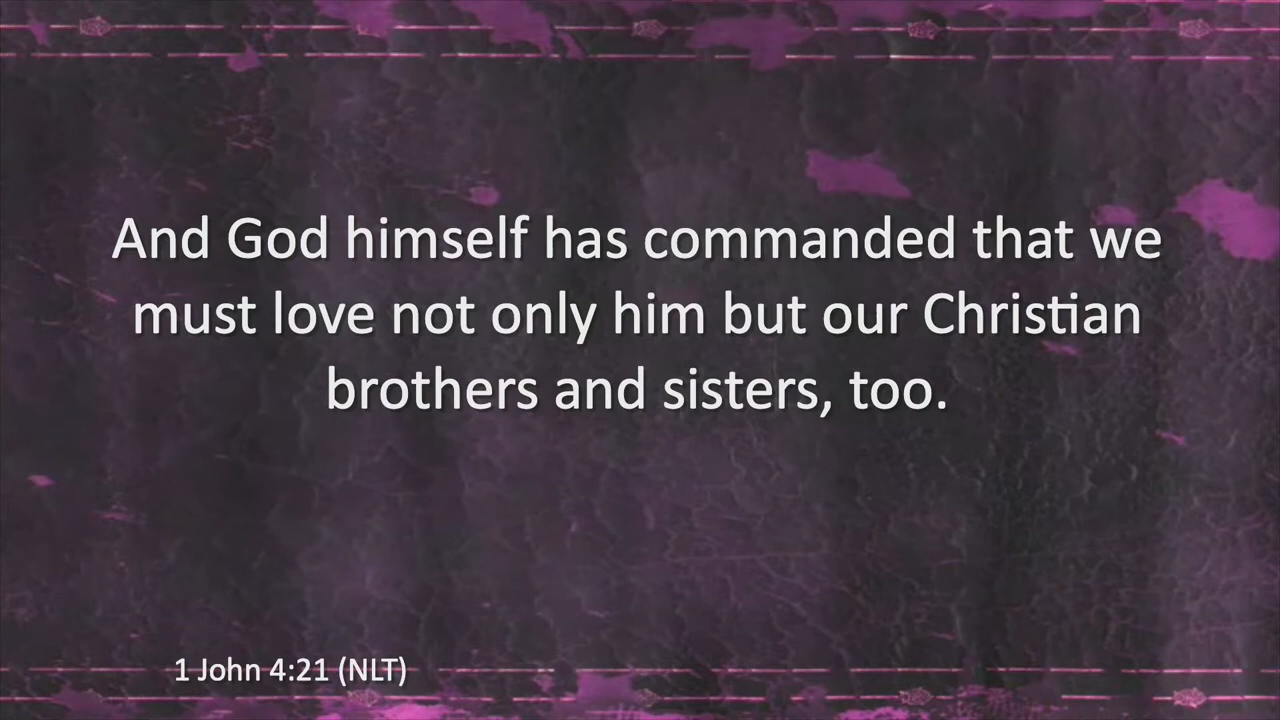 And God himself has commanded that we
must love not only him but our Christian
brothers and sisters, too.
1 John 4:21 (NLT)